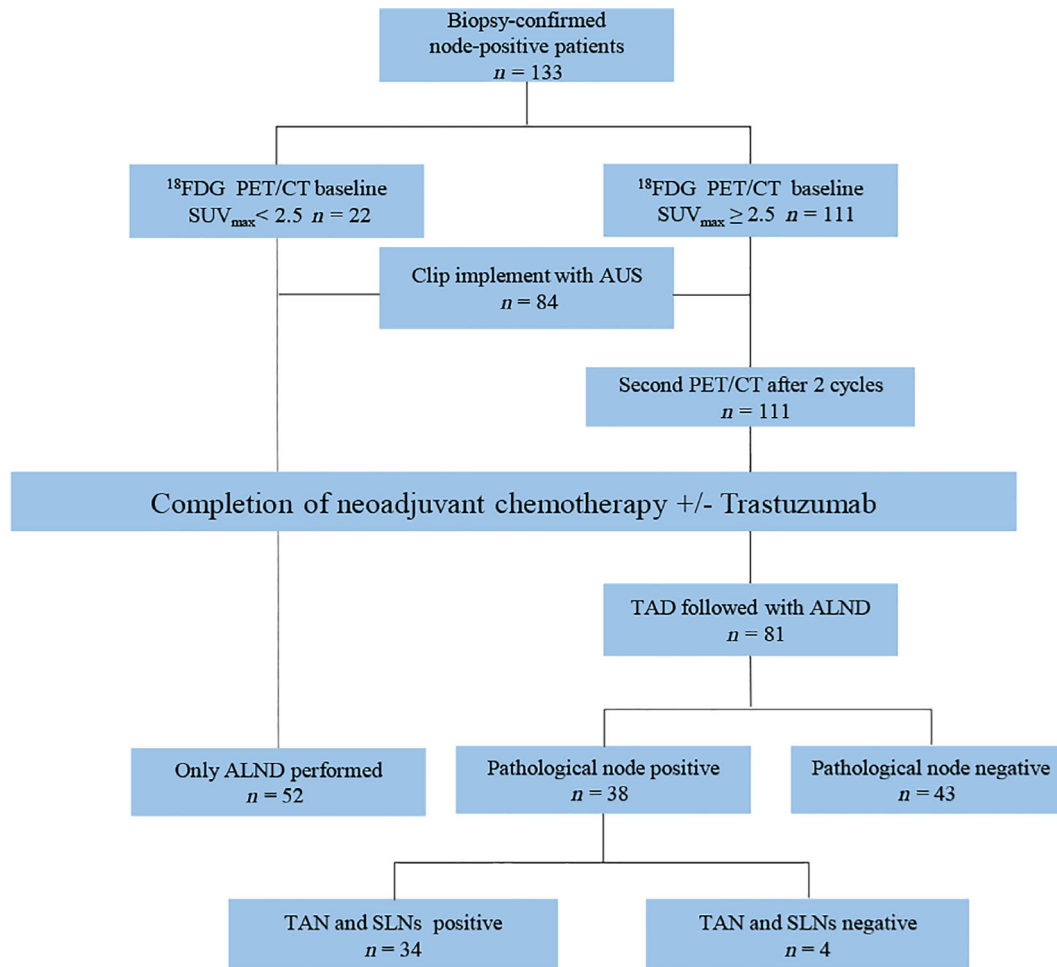 Biopsy-confirmed
node-positive patients
n = 133
¹⁸FDG PET/CT baseline
SUVmax< 2.5 n = 22
¹⁸FDG PET/CT baseline
SUVmax ≥ 2.5 n = 111
Clip implement with AUS
n = 84
Second PET/CT after 2 cycles
n = 111
Completion of neoadjuvant chemotherapy +/- Trastuzumab
TAD followed with ALND
n = 81
Only ALND performed
n = 52
Pathological node positive
n = 38
Pathological node negative
n = 43
TAN and SLNs positive
n = 34
TAN and SLNs negative
n = 4